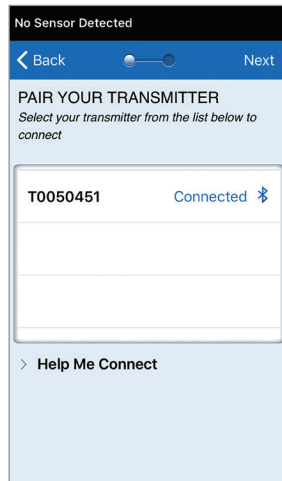 No Sensor Detected
Back
Next
PAIR YOUR TRANSMITTER
Select your transmitter from the list below to
connect
T0050451 Connected
Help Me Connect